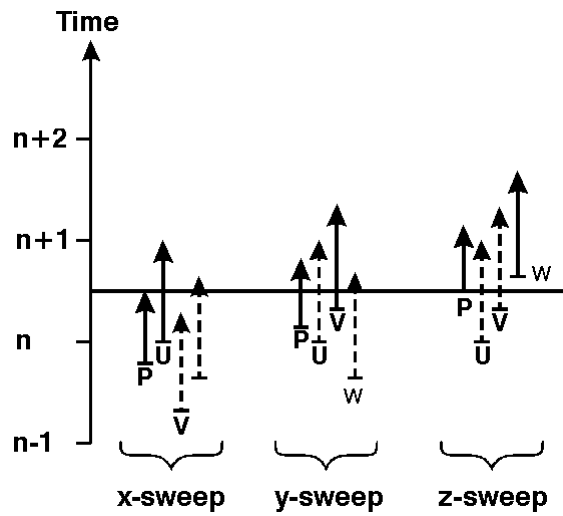 Time
n+2
n+1
n
n-1
P U V
P U V W
P U V W
x-sweep y-sweep z-sweep